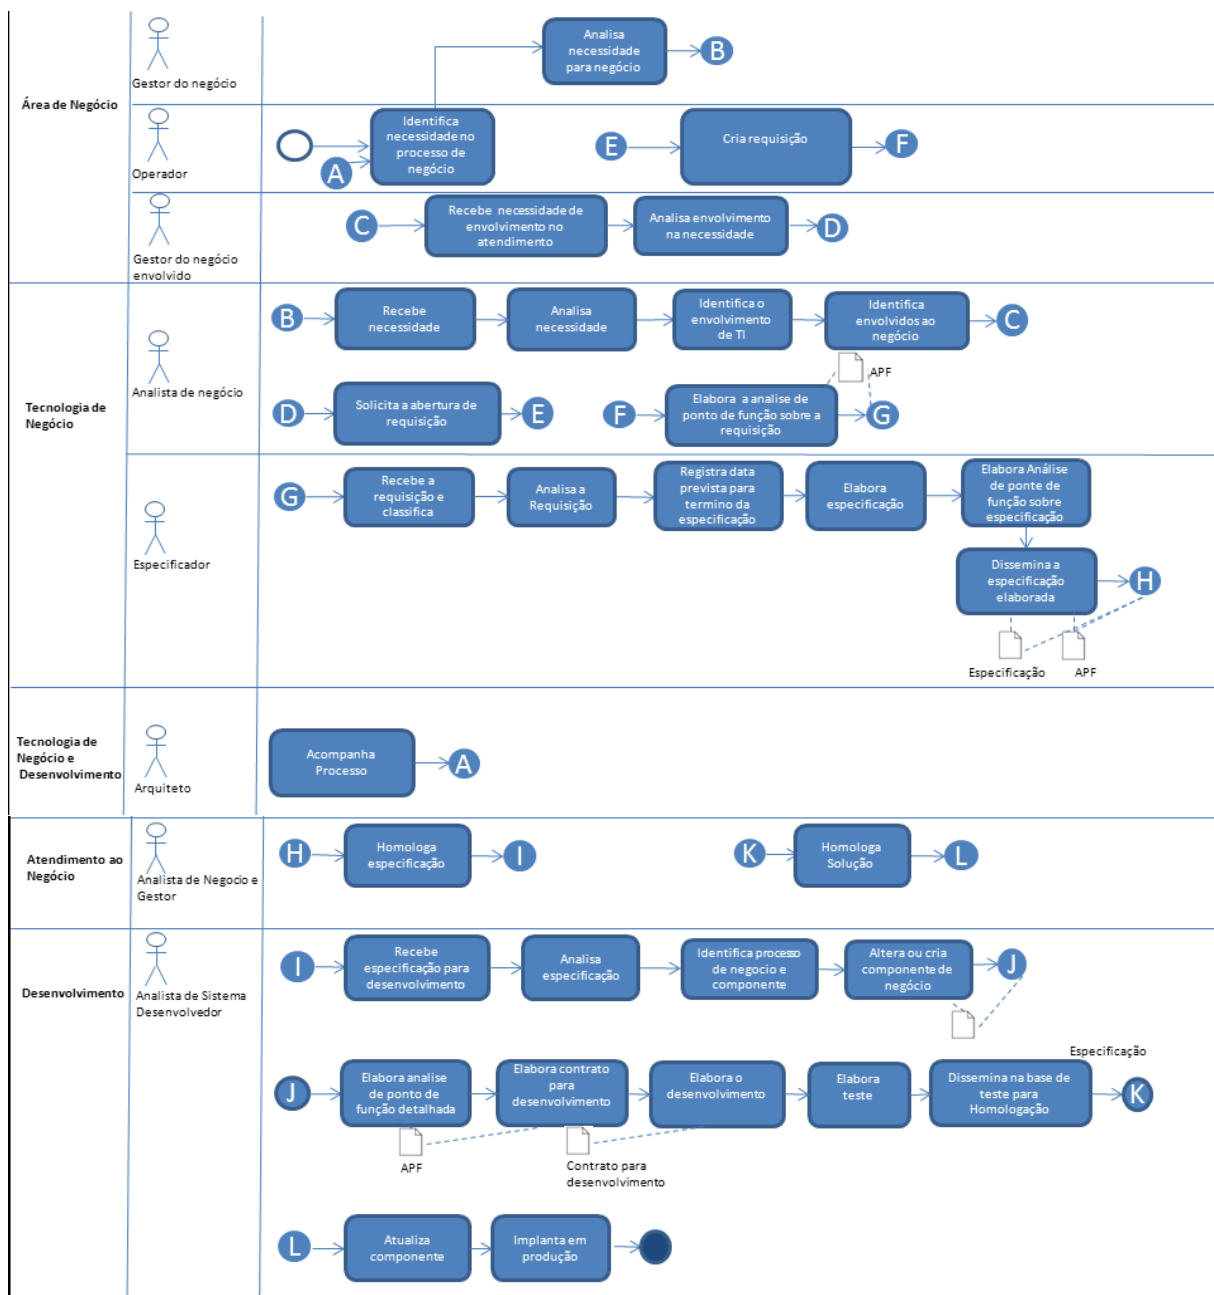 Área de Negócio
Gestor do negócio
Analisa
necessidade
para negócio
B
Operador
A
Identifica
necessidade no
processo de
negócio
E
Cria requisição
F
Gestor do negócio
envolvido
C
Recebe necessidade de
envolvimento no
atendimento
Analisa envolvimento
na necessidade
D
Tecnologia de
Negócio
Analista de negócio
B
Recebe
necessidade
Analisa
necessidade
Identifica o
envolvimento
de TI
Identifica
envolvidos ao
negócio
C
APF
D
Solicita a abertura de
requisição
E
F
Elabora a analise de
ponto de função sobre a
requisição
G
Especificador
G
Recebe a
requisição e
classifica
Analisa a
Requisição
Registra data
prevista para
termino da
especificação
Elabora
especificação
Elabora Análise
de ponte de
função sobre
especificação
Dissemina a
especificação
elaborada
H
Especificação
APF
Tecnologia de
Negócio e
Desenvolvimento
Arquiteto
Acompanha
Processo
A
Atendimento ao
Negócio
Analista de Negocio e
Gestor
H
Homologa
especificação
I
K
Homologa
Solução
L
Desenvolvimento
Analista de Sistema
Desenvolvedor
I
Recebe
especificação para
desenvolvimento
Analisa
especificação
Identifica processo
de negocio e
componente
Altera ou cria
componente de
negócio
J
Especificação
J
Elabora analise
de ponto de
função detalhada
Elabora contrato
para
desenvolvimento
Elabora o
desenvolvimento
Elabora
teste
Dissemina na base de
teste para
Homologação
K
APF
Contrato para
desenvolvimento
L
Atualiza
componente
Implanta em
produção